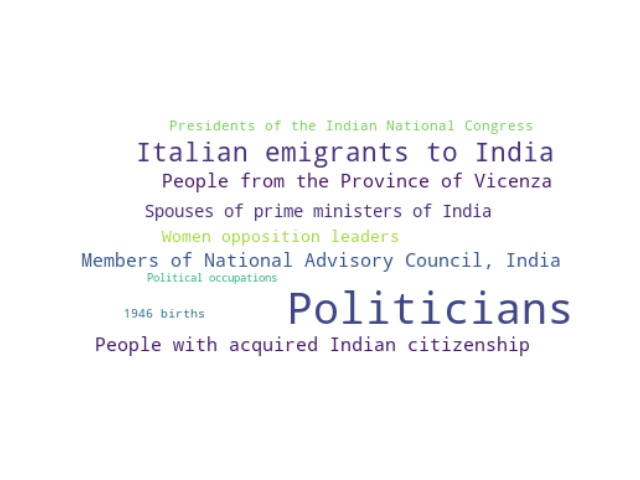 Presidents of the Indian National Congress
Italian emigrants to India
People from the Province of Vicenza
Spouses of prime ministers of India
Women opposition leaders
Members of National Advisory Council, India
Political occupations
Politicians
1946 births
People with acquired Indian citizenship